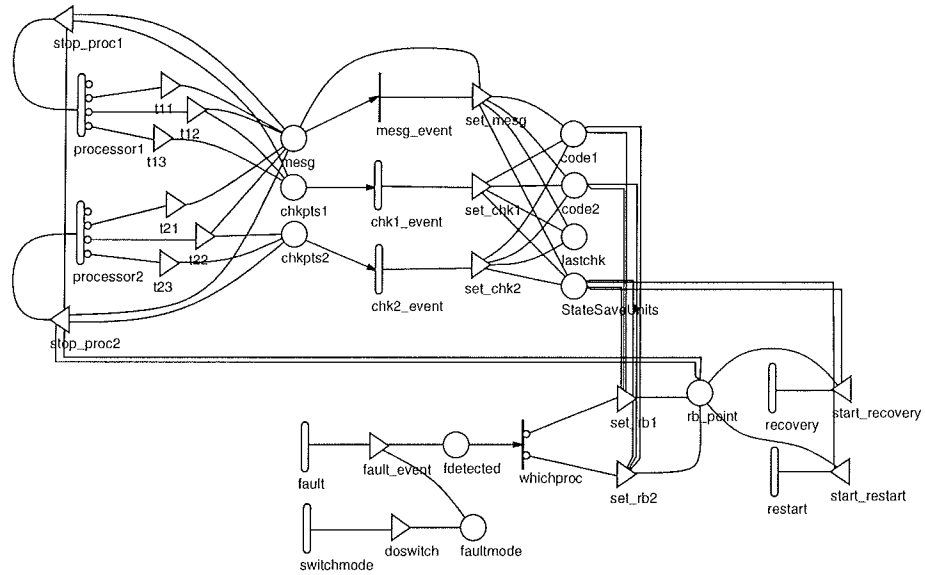 stop_proc1
t11
mesg_event
set_mesg
t12
processor1
t13
mesg
code1
chkpts1
chk1_event
set_chk1
code2
t21
lastchk
t22
chkpts2
processor2
t23
set_chk2
chk2_event
StateSaveUnits
stop_proc2
rb_point
start_recovery
set_rb1
recovery
fault_event
fdetected
whichproc
fault
set_rb2
start_restart
restart
doswitch
faultmode
switchmode